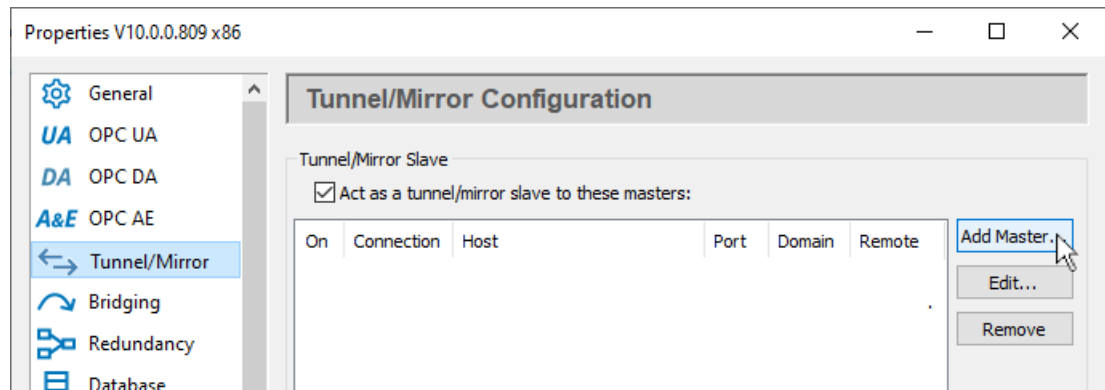 Properties V10.0.0.809 x86
General
UA OPC UA
DA OPC DA
A&E OPC AE
Tunnel/Mirror
Bridging
Redundancy
Database
Tunnel/Mirror Configuration
Tunnel/Mirror Slave
Act as a tunnel/mirror slave to these masters:
On Connection Host Port Domain Remote
Add Master...
Edit...
Remove